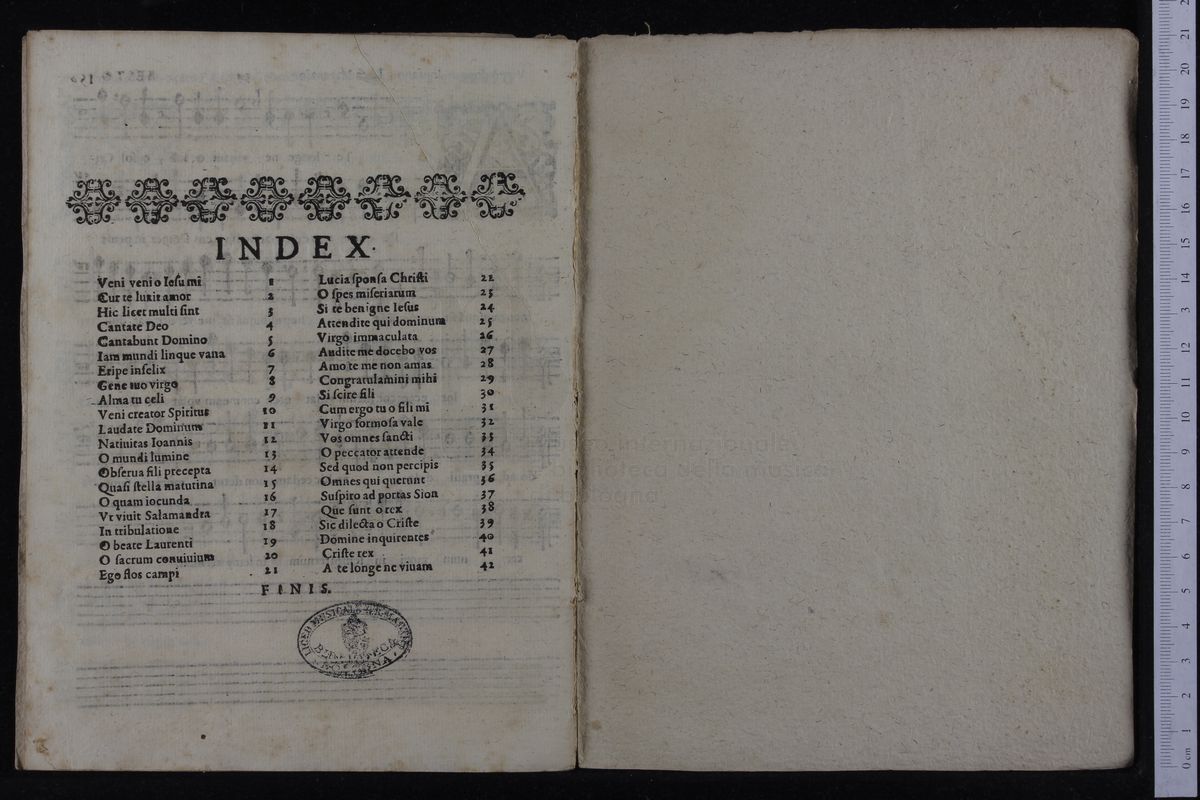 INDEX.
Veni veni o Iesu mi 1
Cur te luxit amor 2
Hic licet multi sint 3
Cantate Deo 4
Cantabunt Domino 5
Iam mundi linque vana 6
Eripe infelix 7
Gene tuo virgo 8
Alma tu celi 9
Veni creator Spiritus 10
Laudate Dominum 11
Natiuitas Ioannis 12
O mundi lumine 13
Obserua fili precepta 14
Quasi stella matutina 15
O quam iocunda 16
Vt viuit Salamandra 17
In tribulatione 18
O beate Laurenti 19
O sacrum conuiuium 20
Ego flos campi 21
Lucia sponsa Christi 22
O spes miseriarum 23
Si te benigne Iesus 24
Attendite qui dominum 25
Virgo immaculata 26
Audite me docebo vos 27
Amo te me non amas 28
Congratulamini mihi 29
Si scire fili 30
Cum ergo tu o fili mi 31
Virgo formosa vale 32
Vos omnes sancti 33
O peccator attende 34
Sed quod non percipis 35
Omnes qui querunt 36
Suspiro ad portas Sion 37
Que sunt o rex 38
Sic dilecta o Criste 39
Domine inquirentes 40
Criste rex 41
A te longe ne viuam 42
FINIS.
LICEO MUSICALE
BIBLIOTECA
BOLOGNA